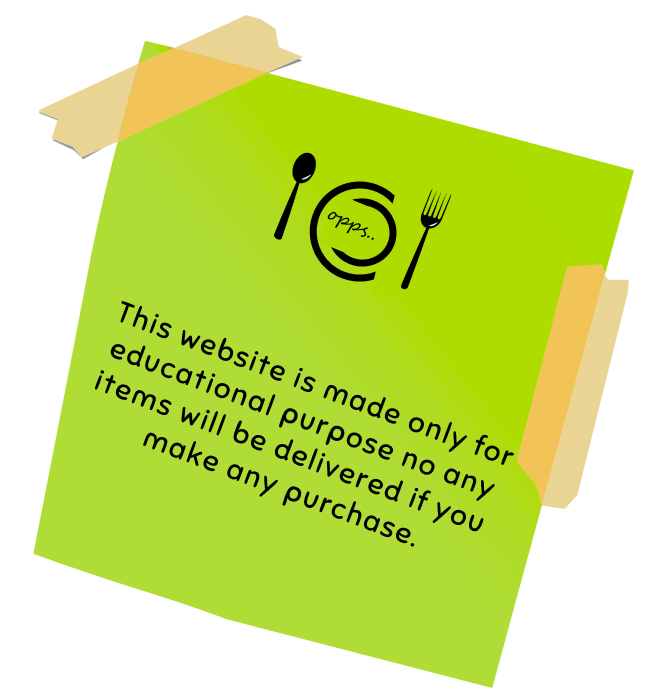 opps..
This website is made only for
educational purpose no any
items will be delivered if you
make any purchase.